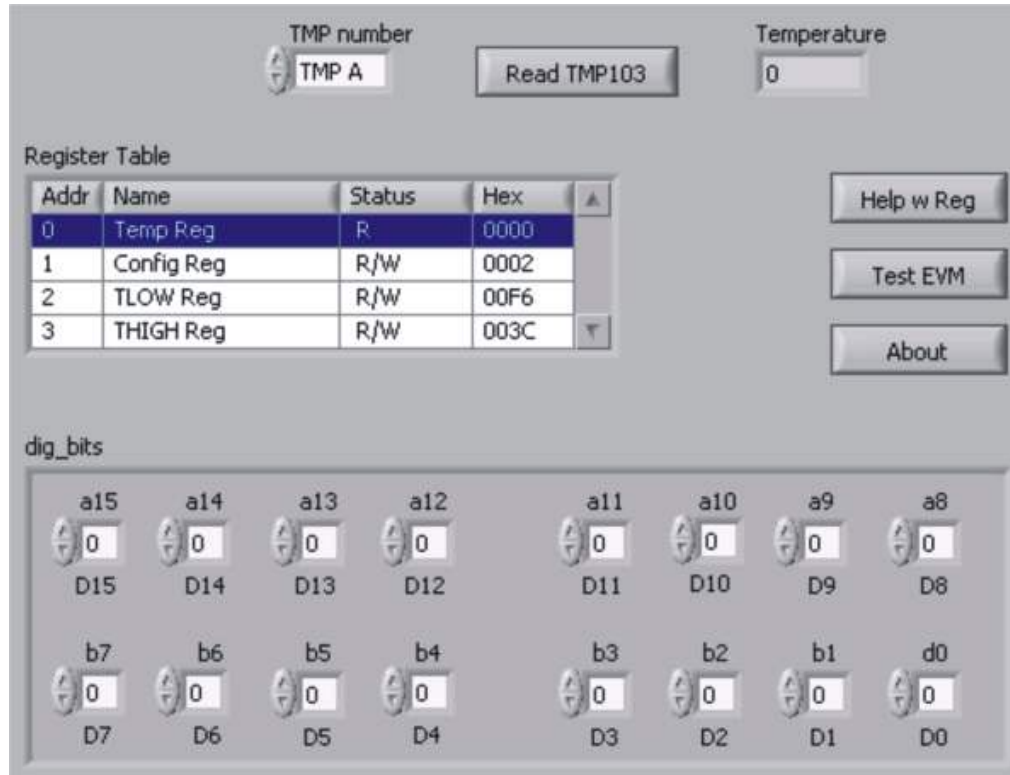 TMP number Temperature
TMP A Read TMP103 0
Register Table
Addr Name Status Hex
0 Temp Reg R 0000
1 Config Reg R/W 0002
2 TLOW Reg R/W 00F6
3 THIGH Reg R/W 003C
Help w Reg
Test EVM
About
dig_bits
a15 a14 a13 a12 a11 a10 a9 a8
0 0 0 0 0 0 0 0
D15 D14 D13 D12 D11 D10 D9 D8
b7 b6 b5 b4 b3 b2 b1 d0
0 0 0 0 0 0 0 0
D7 D6 D5 D4 D3 D2 D1 D0